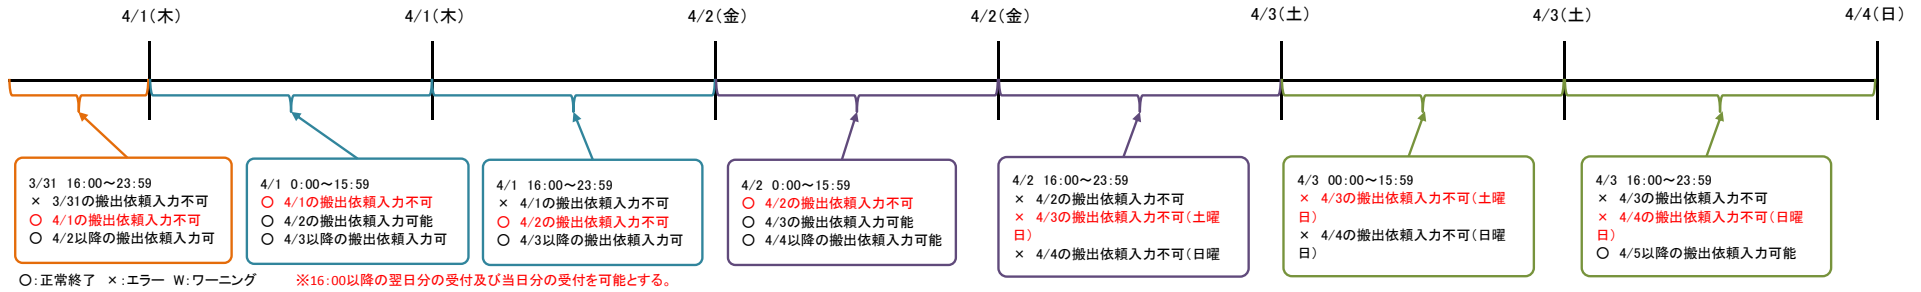 4/1(木)
4/1(木)
4/2(金)
4/2(金)
4/3(土)
4/3(土)
4/4(日)
3/31 16:00～23:59
× 3/31の搬出依頼入力不可
○ 4/1の搬出依頼入力不可
○ 4/2以降の搬出依頼入力可
4/1 0:00～15:59
○ 4/1の搬出依頼入力不可
○ 4/2の搬出依頼入力可能
○ 4/3以降の搬出依頼入力可
4/1 16:00～23:59
× 4/1の搬出依頼入力不可
○ 4/2の搬出依頼入力不可
○ 4/3以降の搬出依頼入力可
4/2 0:00～15:59
○ 4/2の搬出依頼入力不可
○ 4/3の搬出依頼入力可能
○ 4/4以降の搬出依頼入力可能
4/2 16:00～23:59
× 4/2の搬出依頼入力不可
× 4/3の搬出依頼入力不可(土曜
日)
× 4/4の搬出依頼入力不可(日曜
4/3 00:00～15:59
× 4/3の搬出依頼入力不可(土曜
日)
× 4/4の搬出依頼入力不可(日曜
日)
4/3 16:00～23:59
× 4/3の搬出依頼入力不可
× 4/4の搬出依頼入力不可(日曜
日)
○ 4/5以降の搬出依頼入力可能
○:正常終了 ×:エラー W:ワーニング ※16:00以降の翌日分の受付及び当日分の受付を可能とする。